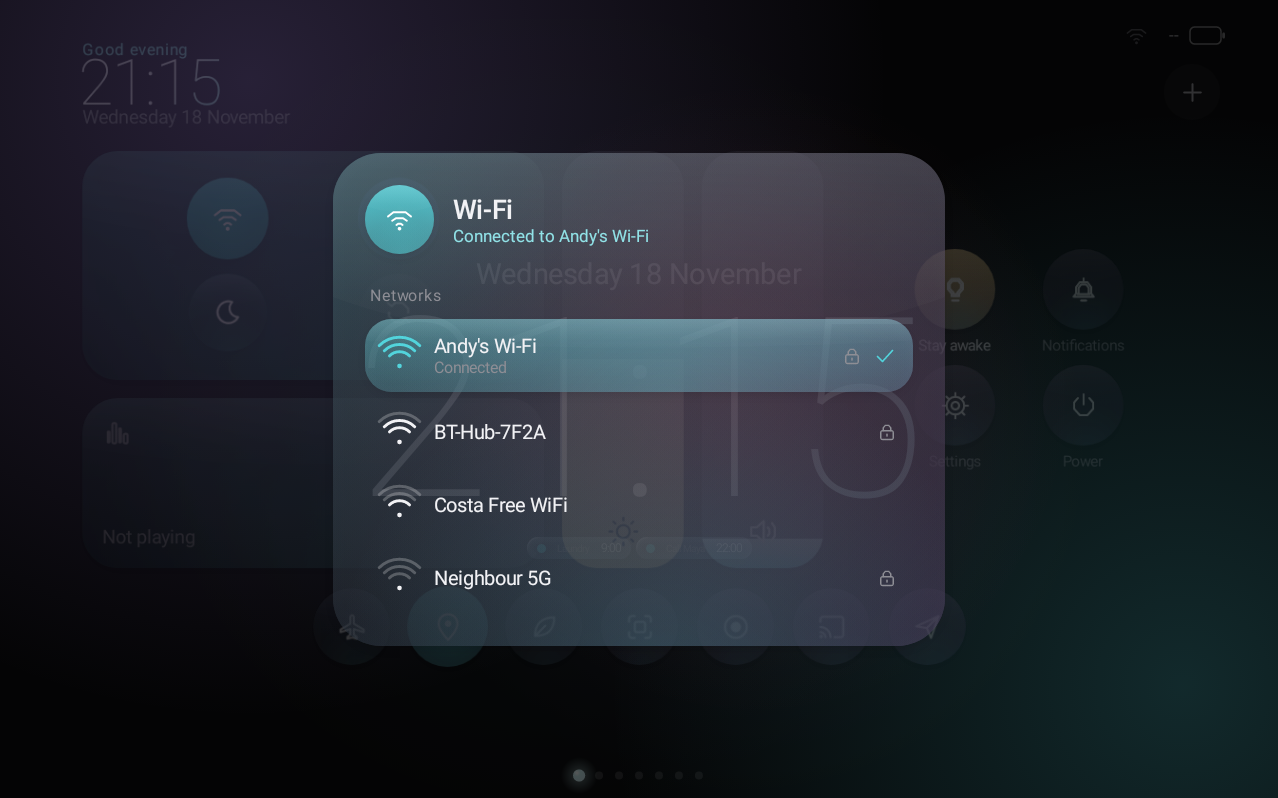 Good evening
21:15
Wednesday 18 November
--
Wi-Fi
Connected to Andy's Wi-Fi
Wednesday 18 November
Networks
21:15
Andy's Wi-Fi
Connected
BT-Hub-7F2A
Costa Free WiFi
Neighbour 5G
Stay awake
Notifications
Settings
Power
Not playing
9:00
22:00